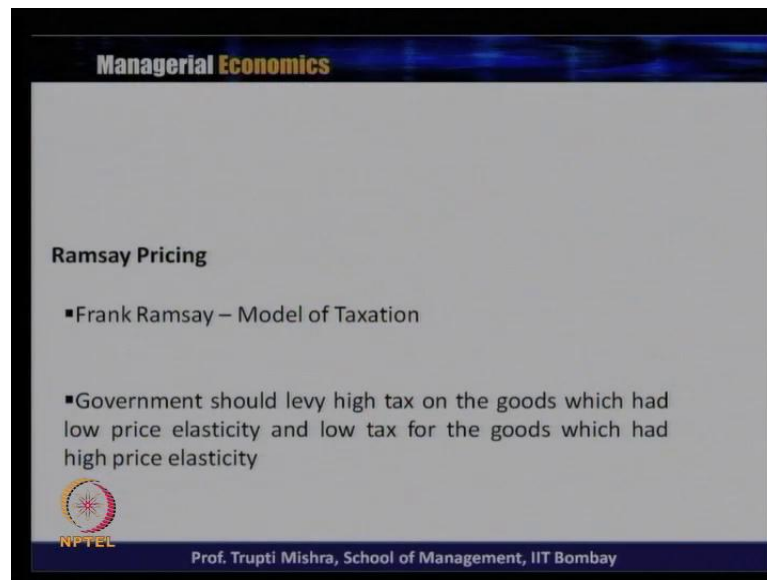 Managerial Economics
Ramsay Pricing
▪Frank Ramsay – Model of Taxation
▪Government should levy high tax on the goods which had
low price elasticity and low tax for the goods which had
high price elasticity
NPTEL
Prof. Trupti Mishra, School of Management, IIT Bombay